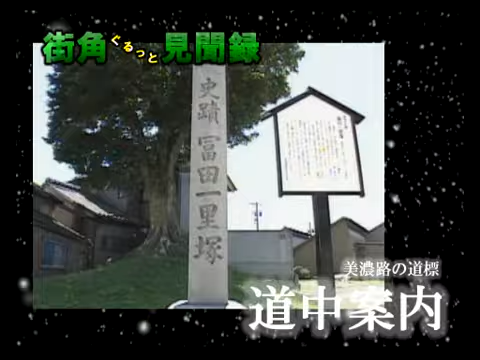 街角ぐるっと見聞録
史蹟 冨田一里塚
美濃路の道標
道中案内